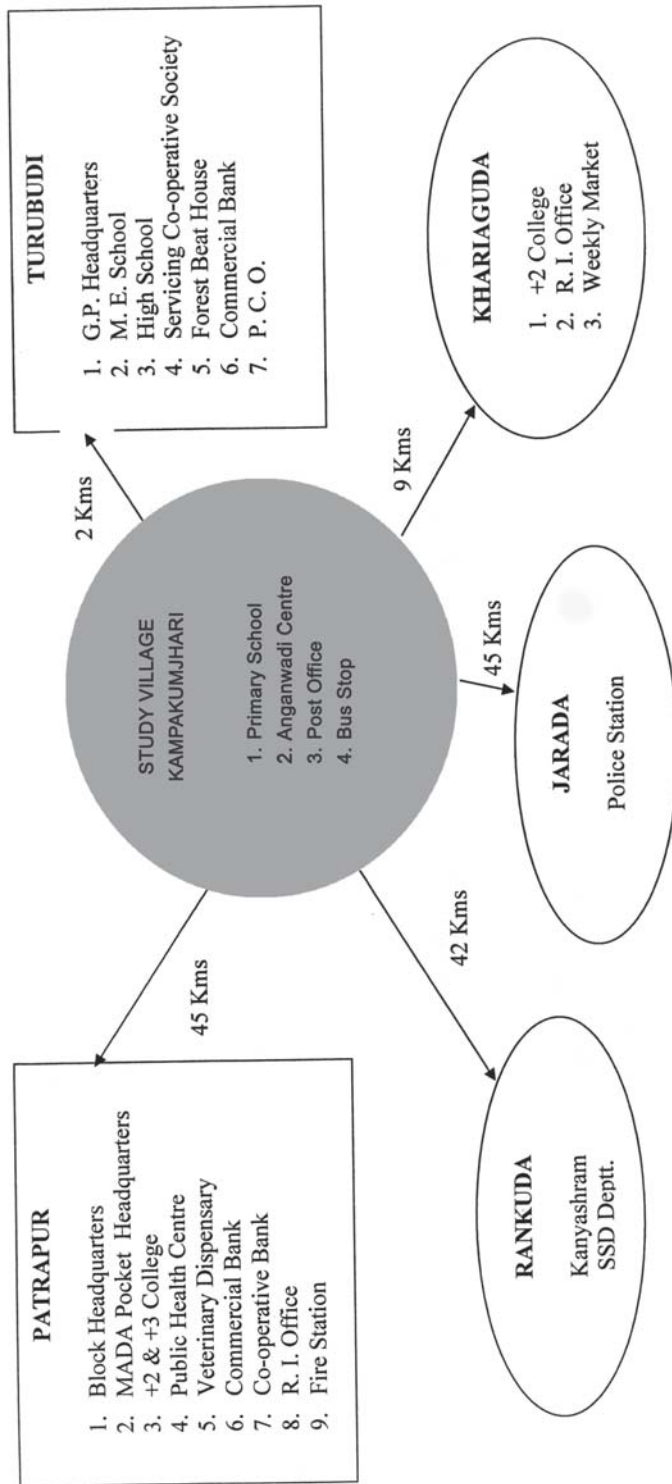 PATRAPUR
1. Block Headquarters
2. MADA Pocket Headquarters
3. +2 & +3 College
4. Public Health Centre
5. Veterinary Dispensary
6. Commercial Bank
7. Co-operative Bank
8. R. I. Office
9. Fire Station
45 Kms
STUDY VILLAGE
KAMPAKUMJHARI
1. Primary School
2. Anganwadi Centre
3. Post Office
4. Bus Stop
2 Kms
TURUBUDI
1. G.P. Headquarters
2. M. E. School
3. High School
4. Servicing Co-operative Society
5. Forest Beat House
6. Commercial Bank
7. P. C. O.
42 Kms
RANKUDA
Kanyashram
SSD Deptt.
45 Kms
JARADA
Police Station
9 Kms
KHARIAGUDA
1. +2 College
2. R. I. Office
3. Weekly Market